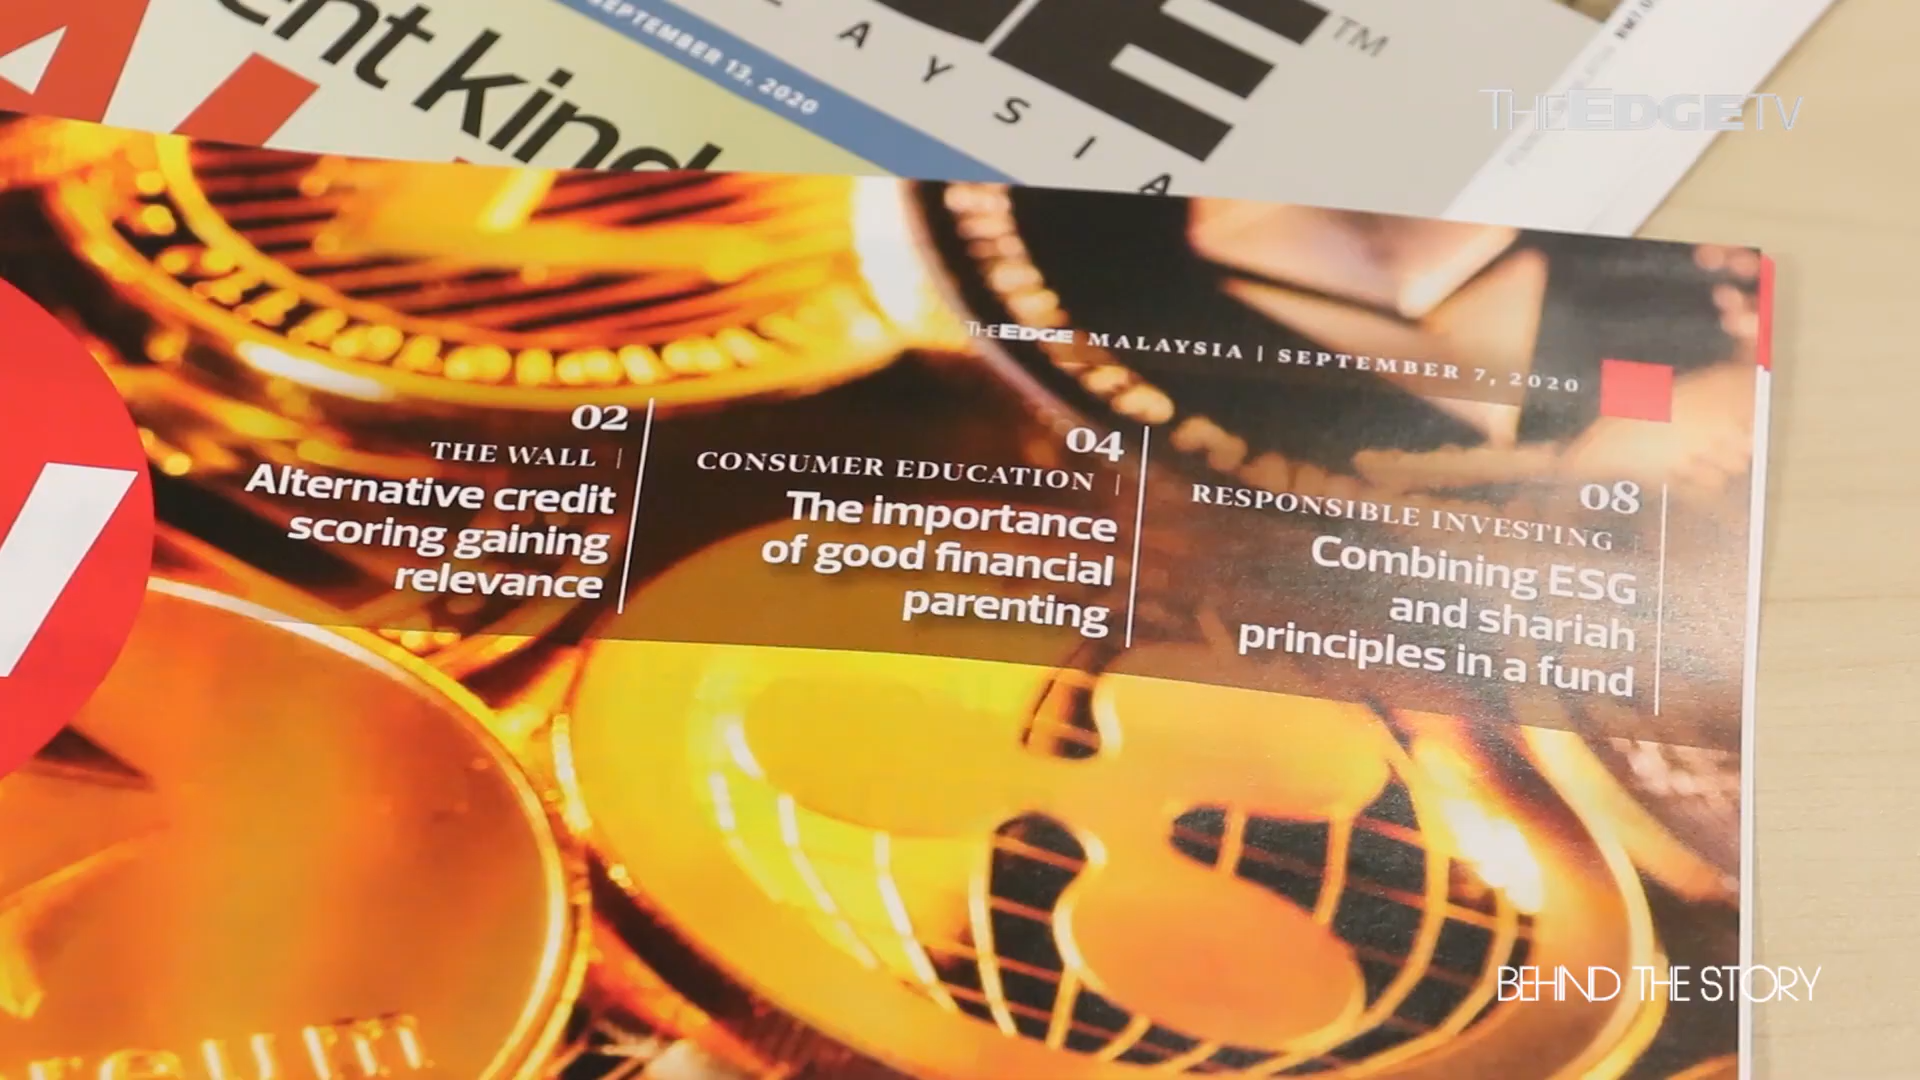 ent kind
SEPTEMBER 13, 2020
AYSIA
TM
THEEDGETV
THEEDGE MALAYSIA | SEPTEMBER 7, 2020
02
THE WALL |
Alternative credit
scoring gaining
relevance
04
CONSUMER EDUCATION |
The importance
of good financial
parenting
08
RESPONSIBLE INVESTING |
Combining ESG
and shariah
principles in a fund
reum
BEHIND THE STORY